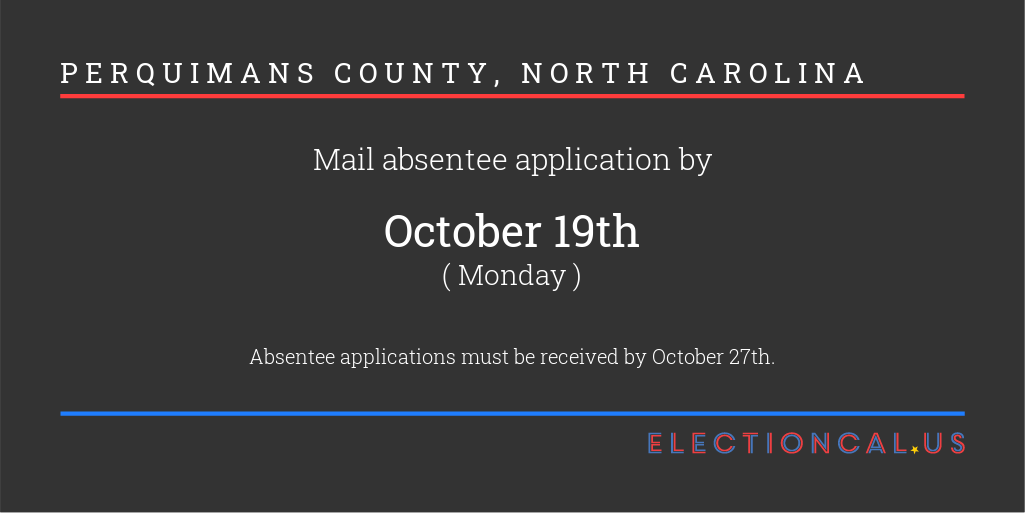 PERQUIMANS COUNTY, NORTH CAROLINA
Mail absentee application by
October 19th
( Monday )
Absentee applications must be received by October 27th.
ELECTIONCAL.US